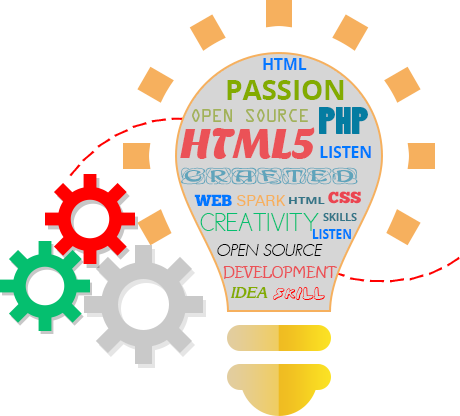 HTML
PASSION
OPEN SOURCE PHP
HTML5 LISTEN
CRAFTED
WEB SPARK HTML CSS
CREATIVITY SKILLS
LISTEN
OPEN SOURCE
DEVELOPMENT
IDEA SKILL